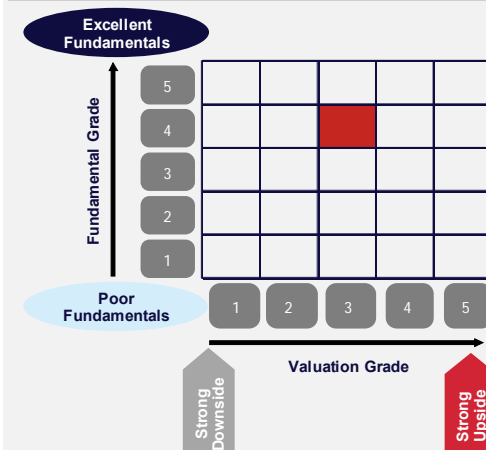 Excellent
Fundamentals
Fundamental Grade
5
4
3
2
1
Poor
Fundamentals
1
2
3
4
5
Valuation Grade
Strong
Downside
Strong
Upside